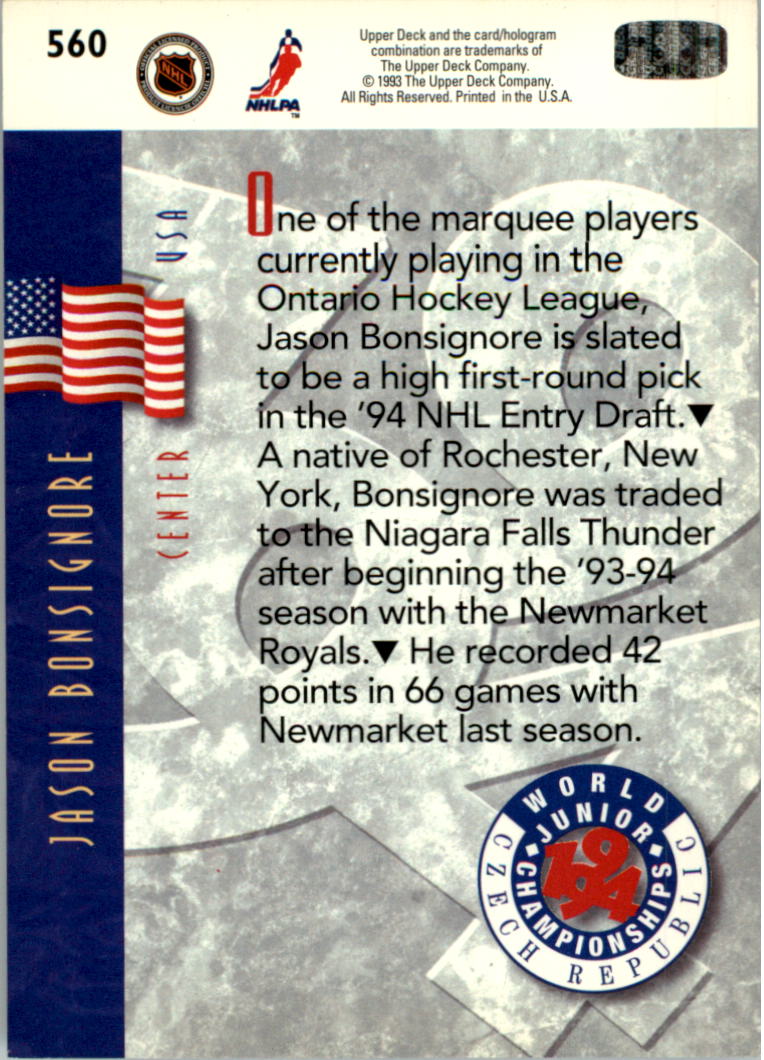 560
NHL
NHLPA
TM
Upper Deck and the card/hologram
combination are trademarks of
The Upper Deck Company.
© 1993 The Upper Deck Company.
All Rights Reserved. Printed in the U.S.A.
USA
CENTER
JASON BONSIGNORE
One of the marquee players
currently playing in the
Ontario Hockey League,
Jason Bonsignore is slated
to be a high first-round pick
in the '94 NHL Entry Draft.▼
A native of Rochester, New
York, Bonsignore was traded
to the Niagara Falls Thunder
after beginning the '93-94
season with the Newmarket
Royals.▼ He recorded 42
points in 66 games with
Newmarket last season.
WORLD
JUNIOR
1994
CHAMPIONSHIPS
CZECH REPUBLIC